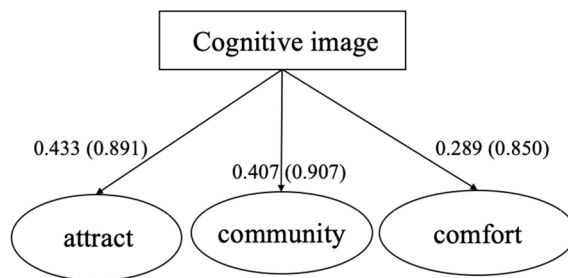 Cognitive image
0.433 (0.891)
0.407 (0.907)
0.289 (0.850)
attract
community
comfort